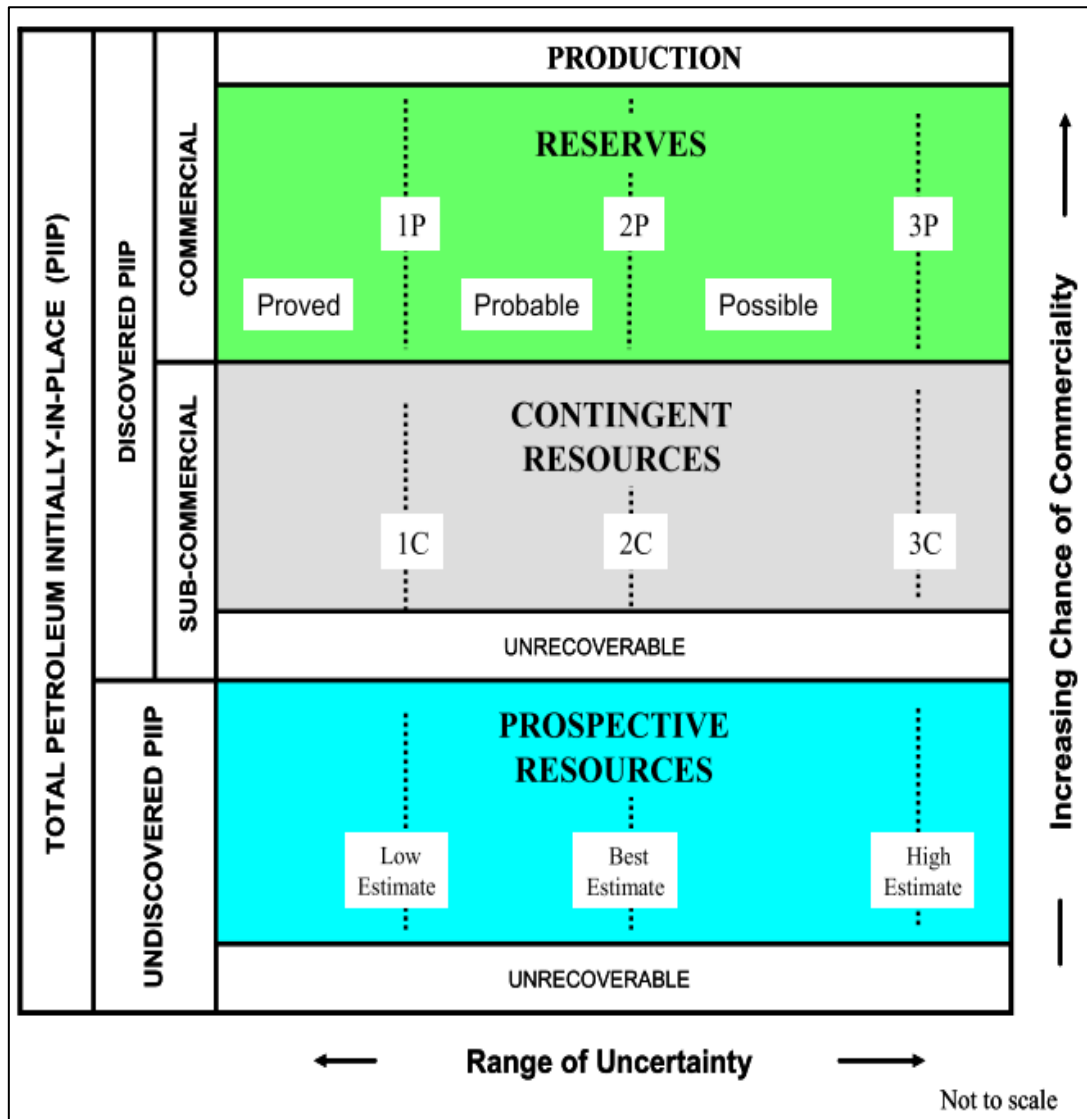 TOTAL PETROLEUM INITIALLY-IN-PLACE (PIIP)
DISCOVERED PIIP
COMMERCIAL
PRODUCTION
RESERVES
1P
2P
3P
Proved
Probable
Possible
SUB-COMMERCIAL
CONTINGENT
RESOURCES
1C
2C
3C
UNRECOVERABLE
UNDISCOVERED PIIP
PROSPECTIVE
RESOURCES
Low
Estimate
Best
Estimate
High
Estimate
UNRECOVERABLE
Increasing Chance of Commerciality
Range of Uncertainty
Not to scale